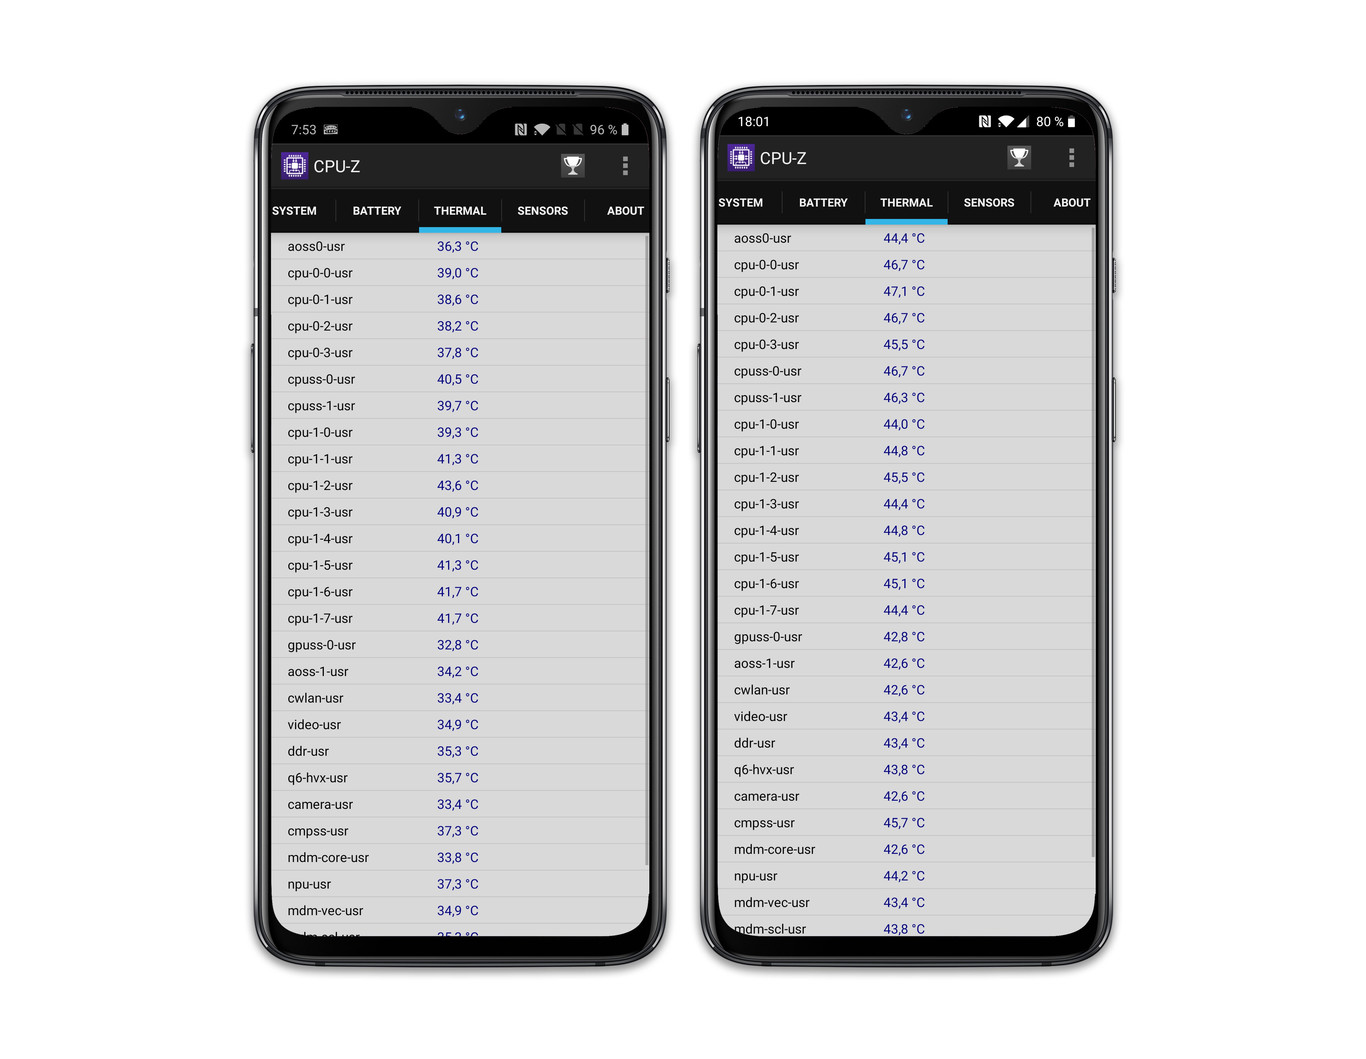 7:53 96 %
CPU-Z
SYSTEM BATTERY THERMAL SENSORS ABOUT
aoss0-usr 36,3 °C
cpu-0-0-usr 39,0 °C
cpu-0-1-usr 38,6 °C
cpu-0-2-usr 38,2 °C
cpu-0-3-usr 37,8 °C
cpuss-0-usr 40,5 °C
cpuss-1-usr 39,7 °C
cpu-1-0-usr 39,3 °C
cpu-1-1-usr 41,3 °C
cpu-1-2-usr 43,6 °C
cpu-1-3-usr 40,9 °C
cpu-1-4-usr 40,1 °C
cpu-1-5-usr 41,3 °C
cpu-1-6-usr 41,7 °C
cpu-1-7-usr 41,7 °C
gpuss-0-usr 32,8 °C
aoss-1-usr 34,2 °C
cwlan-usr 33,4 °C
video-usr 34,9 °C
ddr-usr 35,3 °C
q6-hvx-usr 35,7 °C
camera-usr 33,4 °C
cmpss-usr 37,3 °C
mdm-core-usr 33,8 °C
npu-usr 37,3 °C
mdm-vec-usr 34,9 °C
18:01 80 %
CPU-Z
SYSTEM BATTERY THERMAL SENSORS ABOUT
aoss0-usr 44,4 °C
cpu-0-0-usr 46,7 °C
cpu-0-1-usr 47,1 °C
cpu-0-2-usr 46,7 °C
cpu-0-3-usr 45,5 °C
cpuss-0-usr 46,7 °C
cpuss-1-usr 46,3 °C
cpu-1-0-usr 44,0 °C
cpu-1-1-usr 44,8 °C
cpu-1-2-usr 45,5 °C
cpu-1-3-usr 44,4 °C
cpu-1-4-usr 44,8 °C
cpu-1-5-usr 45,1 °C
cpu-1-6-usr 45,1 °C
cpu-1-7-usr 44,4 °C
gpuss-0-usr 42,8 °C
aoss-1-usr 42,6 °C
cwlan-usr 42,6 °C
video-usr 43,4 °C
ddr-usr 43,4 °C
q6-hvx-usr 43,8 °C
camera-usr 42,6 °C
cmpss-usr 45,7 °C
mdm-core-usr 42,6 °C
npu-usr 44,2 °C
mdm-vec-usr 43,4 °C
mdm-scl-usr 43,8 °C